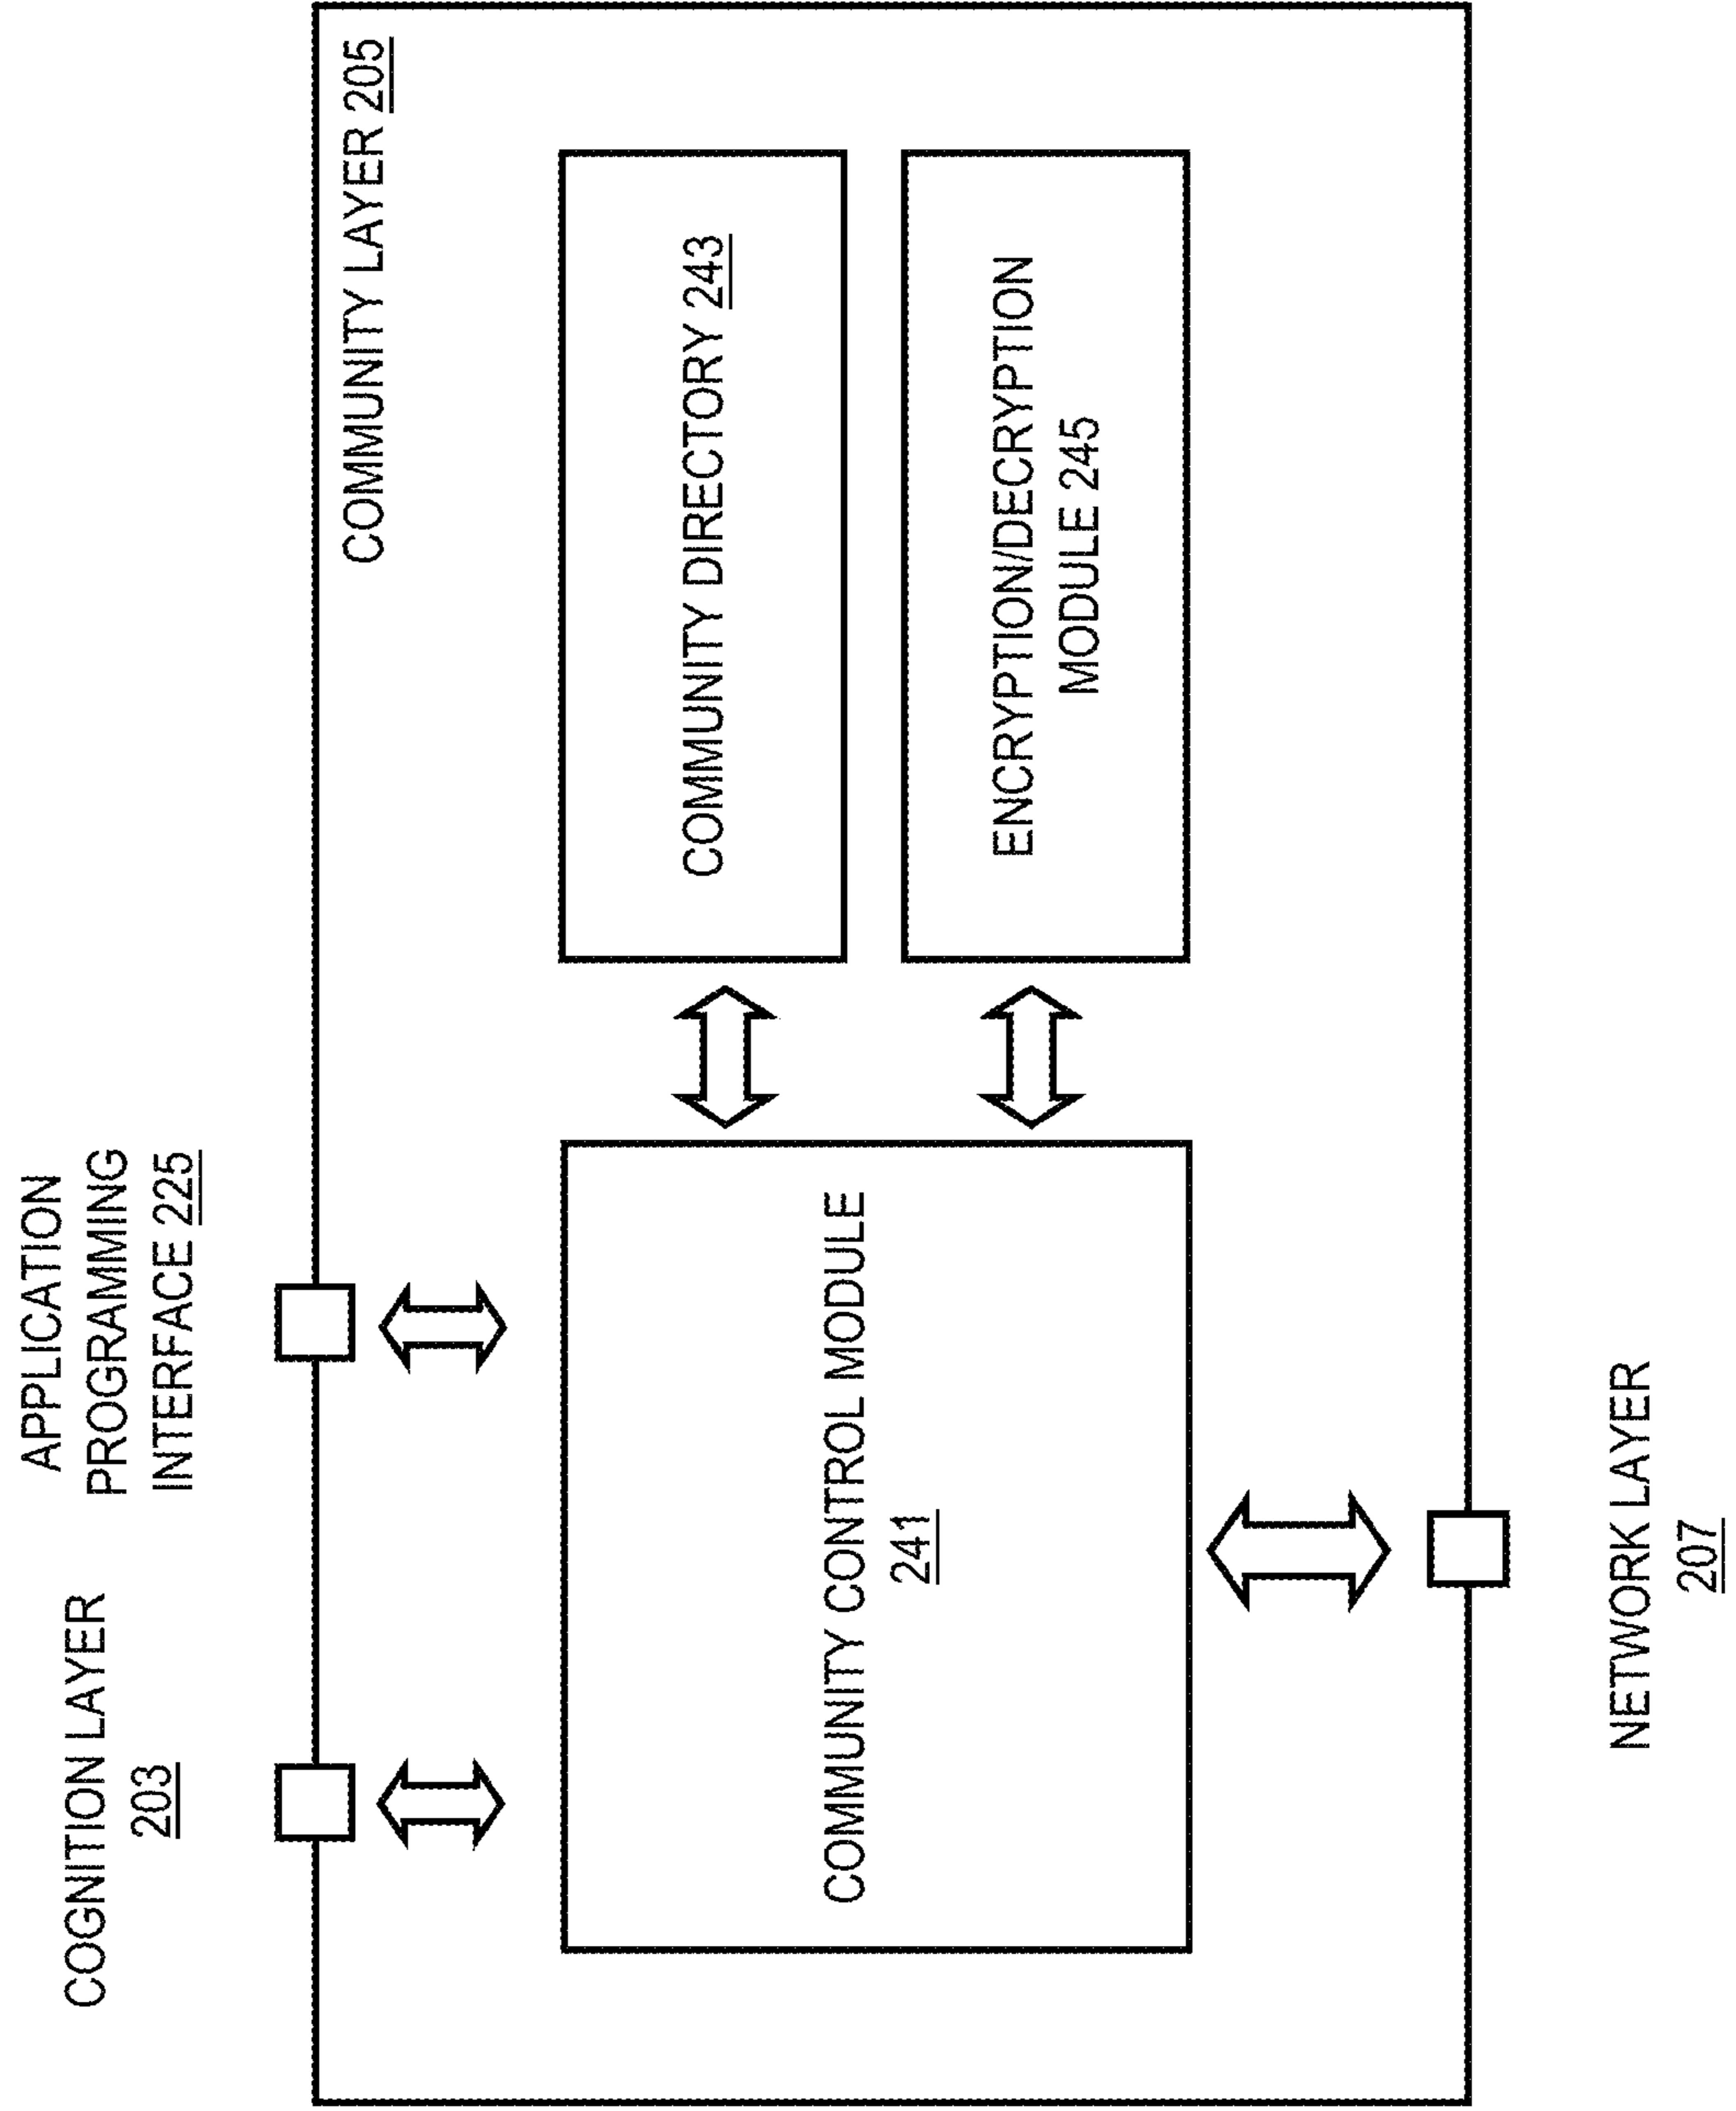 COGNITION LAYER
203
APPLICATION
PROGRAMMING
INTERFACE 225
COMMUNITY LAYER 205
COMMUNITY CONTROL MODULE
241
COMMUNITY DIRECTORY 243
ENCRYPTION/DECRYPTION
MODULE 245
NETWORK LAYER
207